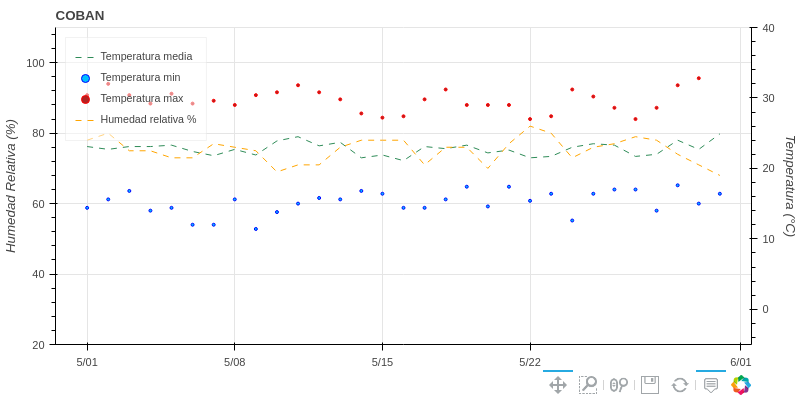 COBAN
Temperatura media
Temperatura min
Temperatura max
Humedad relativa %
Humedad Relativa (%)
100
80
60
40
20
Temperatura (°C)
40
30
20
10
0
5/01
5/08
5/15
5/22
6/01